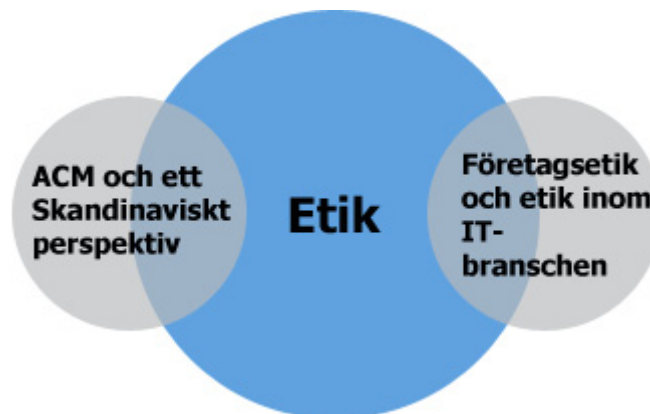 ACM och ett
Skandinaviskt
perspektiv
Etik
Företagsetik
och etik inom
IT-
branschen